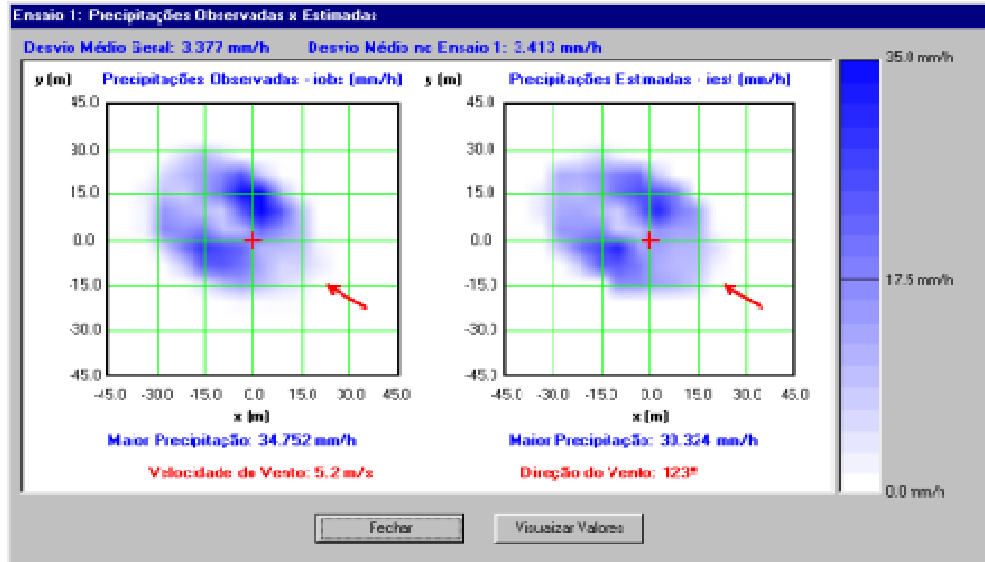 Ensaio 1: Precipitações Observadas x Estimadas
Desvio Médio Geral: 3.377 mm/h Desvio Médio no Ensaio 1: 3.413 mm/h
y (m) Precipitações Observadas - iobs (mm/h)
45.0
30.0
15.0
0.0
-15.0
-30.0
-45.0
-45.0 -30.0 -15.0 0.0 15.0 30.0 45.0
x (m)
Maior Precipitação: 34.752 mm/h
Velocidade do Vento: 5.2 m/s
y (m) Precipitações Estimadas - iest (mm/h)
45.0
30.0
15.0
0.0
-15.0
-30.0
-45.0
-45.0 -30.0 -15.0 0.0 15.0 30.0 45.0
x (m)
Maior Precipitação: 30.324 mm/h
Direção do Vento: 123º
35.0 mm/h
17.5 mm/h
0.0 mm/h
Fechar
Visualizar Valores